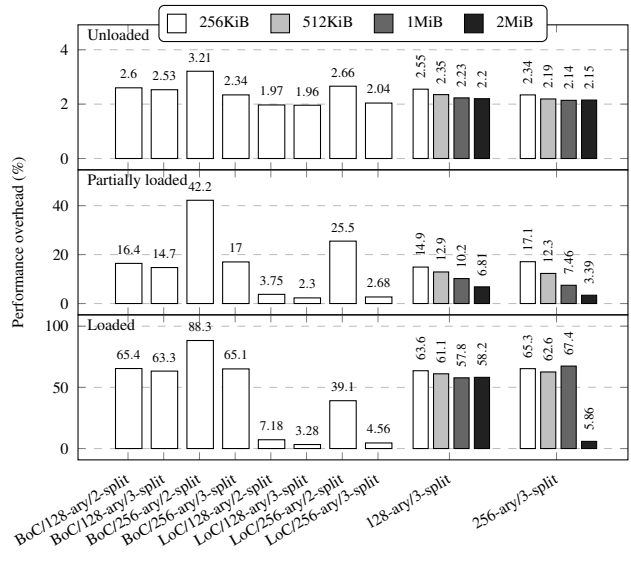 256KiB 512KiB 1MiB 2MiB
Unloaded
4
2
0
2.6 2.53 3.21 2.34 1.97 1.96 2.66 2.04 2.55 2.35 2.23 2.2 2.34 2.19 2.14 2.15
Performance overhead (%)
Partially loaded
40
20
0
16.4 14.7 42.2 17 3.75 2.3 25.5 2.68 14.9 12.9 10.2 6.81 17.1 12.3 7.46 3.39
Loaded
100
50
0
65.4 63.3 88.3 65.1 7.18 3.28 39.1 4.56 63.6 61.1 57.8 58.2 65.3 62.6 67.4 5.86
BoC/128-ary/2-split
BoC/128-ary/3-split
BoC/256-ary/2-split
BoC/256-ary/3-split
LoC/128-ary/2-split
LoC/128-ary/3-split
LoC/256-ary/2-split
LoC/256-ary/3-split
128-ary/3-split
256-ary/3-split